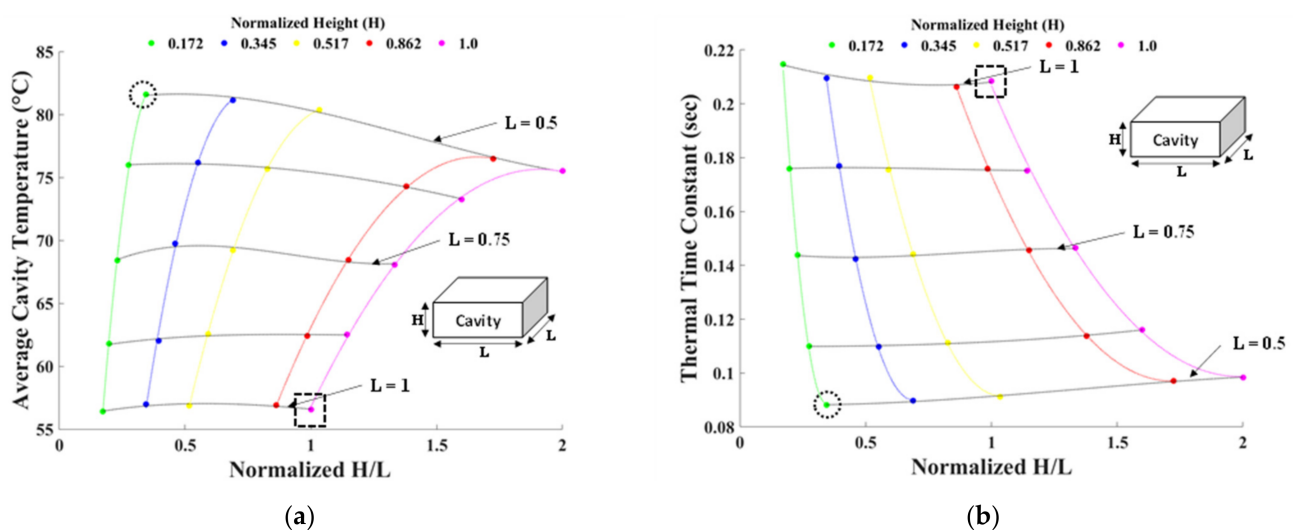 Normalized Height (H)
0.172 0.345 0.517 0.862 1.0
Average Cavity Temperature (°C)
85
80
75
70
65
60
55
0 0.5 1 1.5 2
Normalized H/L
L = 0.5
L = 0.75
L = 1
H
Cavity
L
L
(a)
Normalized Height (H)
0.172 0.345 0.517 0.862 1.0
Thermal Time Constant (sec)
0.22
0.2
0.18
0.16
0.14
0.12
0.1
0.08
0 0.5 1 1.5 2
Normalized H/L
L = 1
L = 0.75
L = 0.5
H
Cavity
L
L
(b)